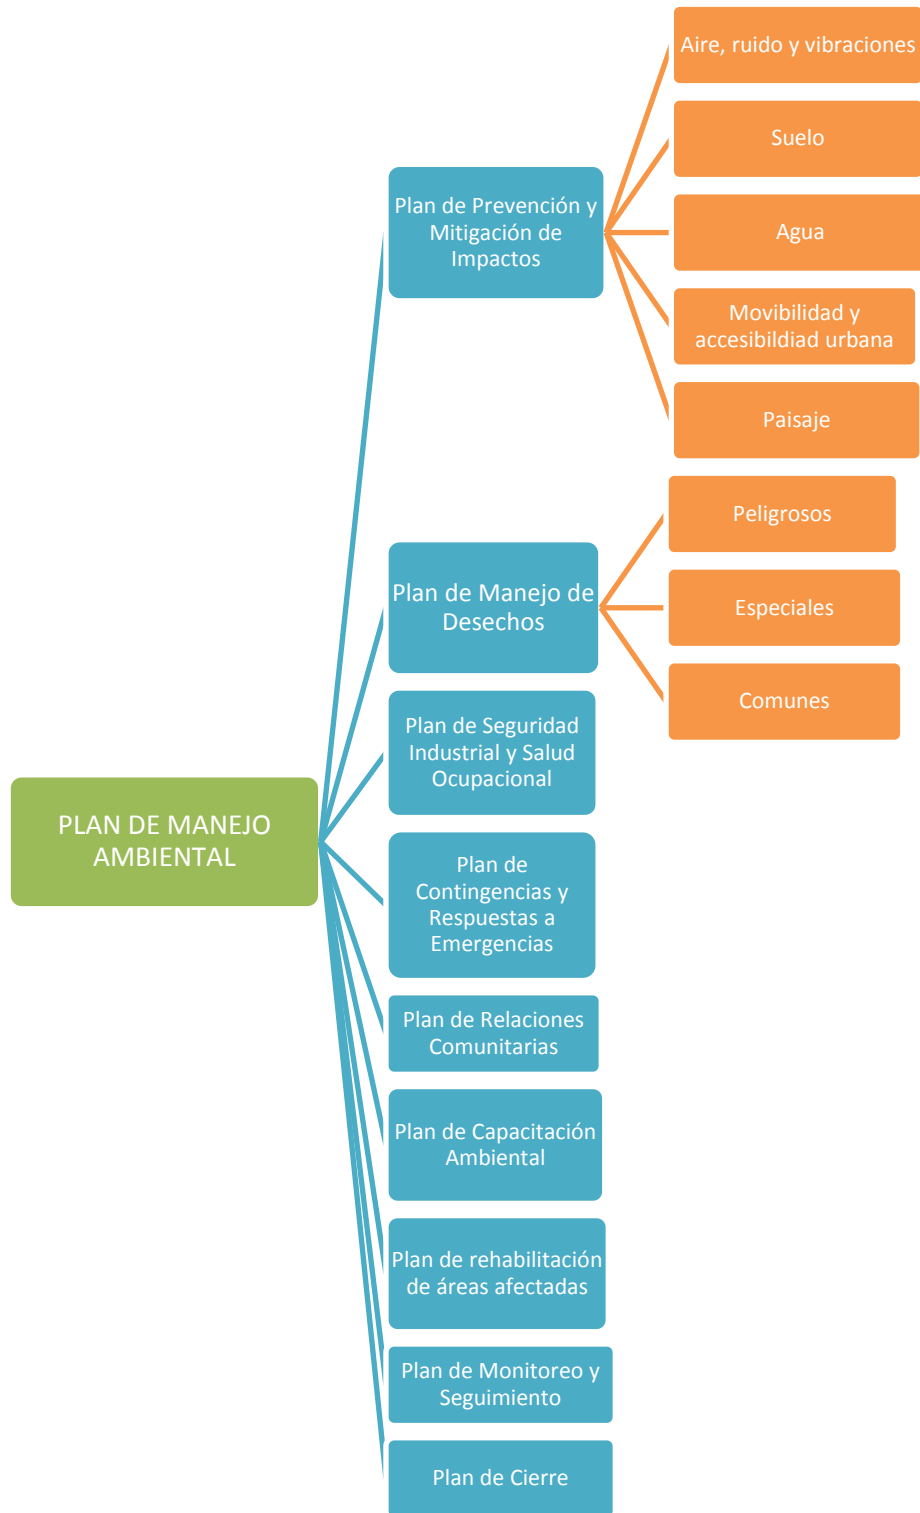 Aire, ruido y vibraciones
Suelo
Plan de Prevención y
Mitigación de
Impactos
Agua
Movibilidad y
accesibildiad urbana
Paisaje
Peligrosos
Plan de Manejo de
Desechos
Especiales
Comunes
Plan de Seguridad
Industrial y Salud
Ocupacional
PLAN DE MANEJO
AMBIENTAL
Plan de
Contingencias y
Respuestas a
Emergencias
Plan de Relaciones
Comunitarias
Plan de Capacitación
Ambiental
Plan de rehabilitación
de áreas afectadas
Plan de Monitoreo y
Seguimiento
Plan de Cierre